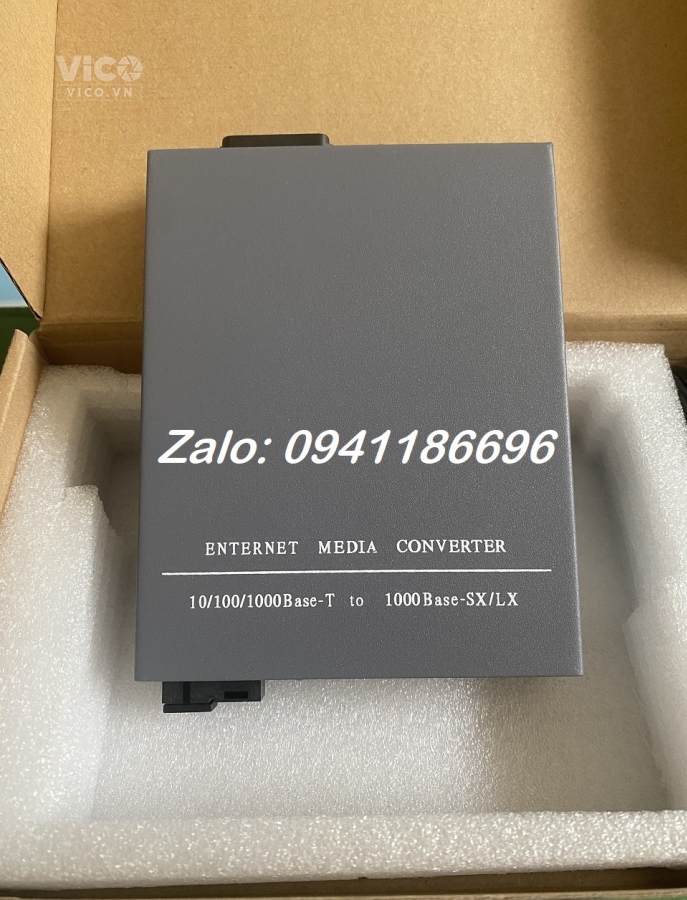 ViCO
VICO.VN
Zalo: 0941186696
ENTERNET MEDIA CONVERTER
10/100/1000Base-T to 1000Base-SX/LX